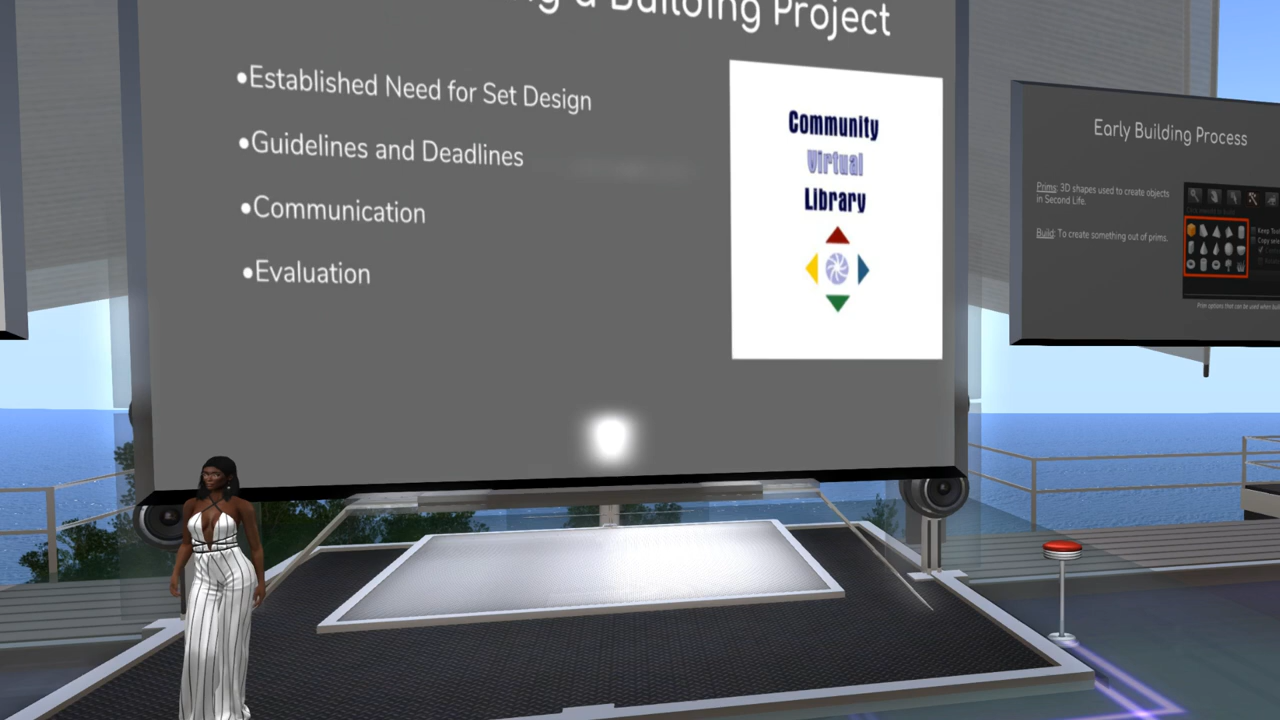 a Building Project
•Established Need for Set Design
•Guidelines and Deadlines
•Communication
•Evaluation
Community
Virtual
Library
Early Building Process
Prims: 3D shapes used to create objects
in Second Life.
Build: To create something out of prims.